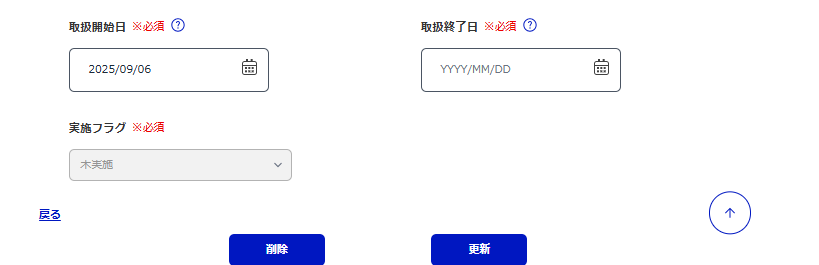 取扱開始日 ※必須 ?
取扱終了日 ※必須 ?
2025/09/06
YYYY/MM/DD
実施フラグ ※必須
未実施
戻る
削除
更新